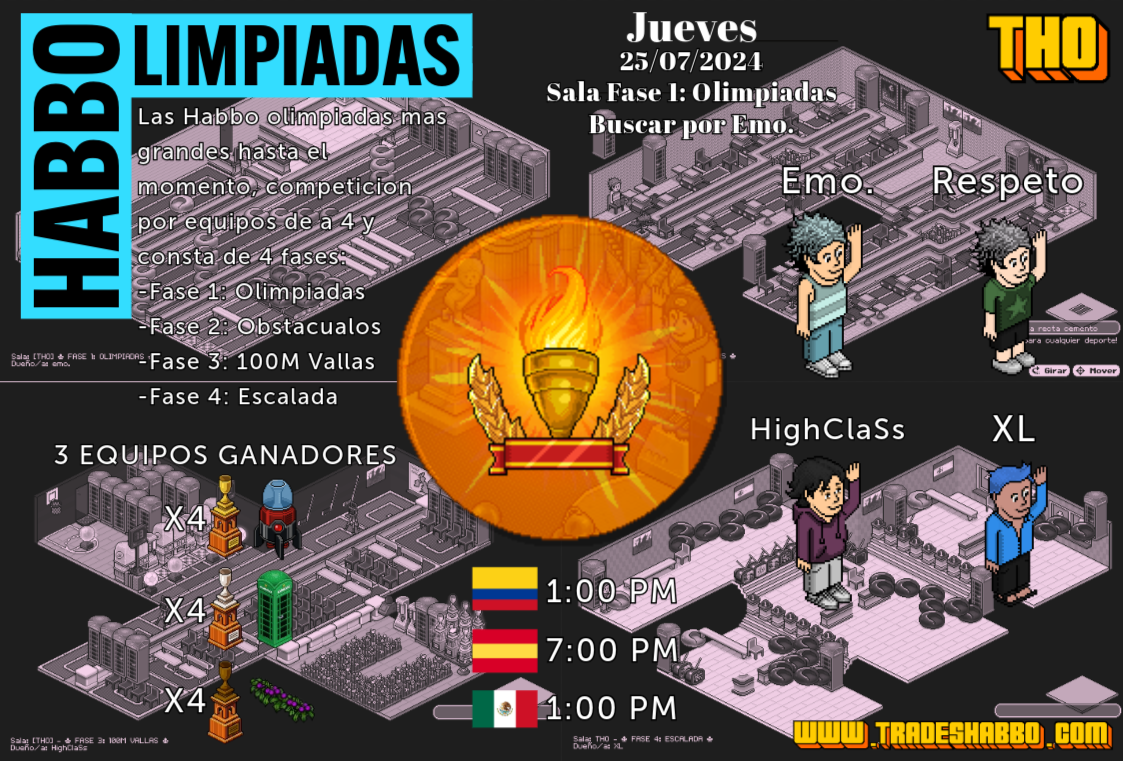 HABBO
LIMPIADAS
Las Habbo olimpiadas mas
grandes hasta el
momento, competicion
por equipos de a 4 y
consta de 4 fases:
-Fase 1: Olimpiadas
-Fase 2: Obstacualos
-Fase 3: 100M Vallas
-Fase 4: Escalada
Sala: [THO] ♣ FASE 1: OLIMPIADAS
Dueño/a: emo.
Jueves
25/07/2024
Sala Fase 1: Olimpiadas
Buscar por Emo.
THO
Emo. Respeto
a recta cemento
para cualquier deporte!
Girar Mover
3 EQUIPOS GANADORES
X4
X4
X4
Sala: [THO] - ♣ FASE 3: 100M VALLAS ♣
Dueño/a: HighClaSs
1:00 PM
7:00 PM
1:00 PM
HighClaSs XL
Sala: THO - ♣ FASE 4: ESCALADA ♣
Dueño/a: XL
WWW.TRADESHABBO.COM